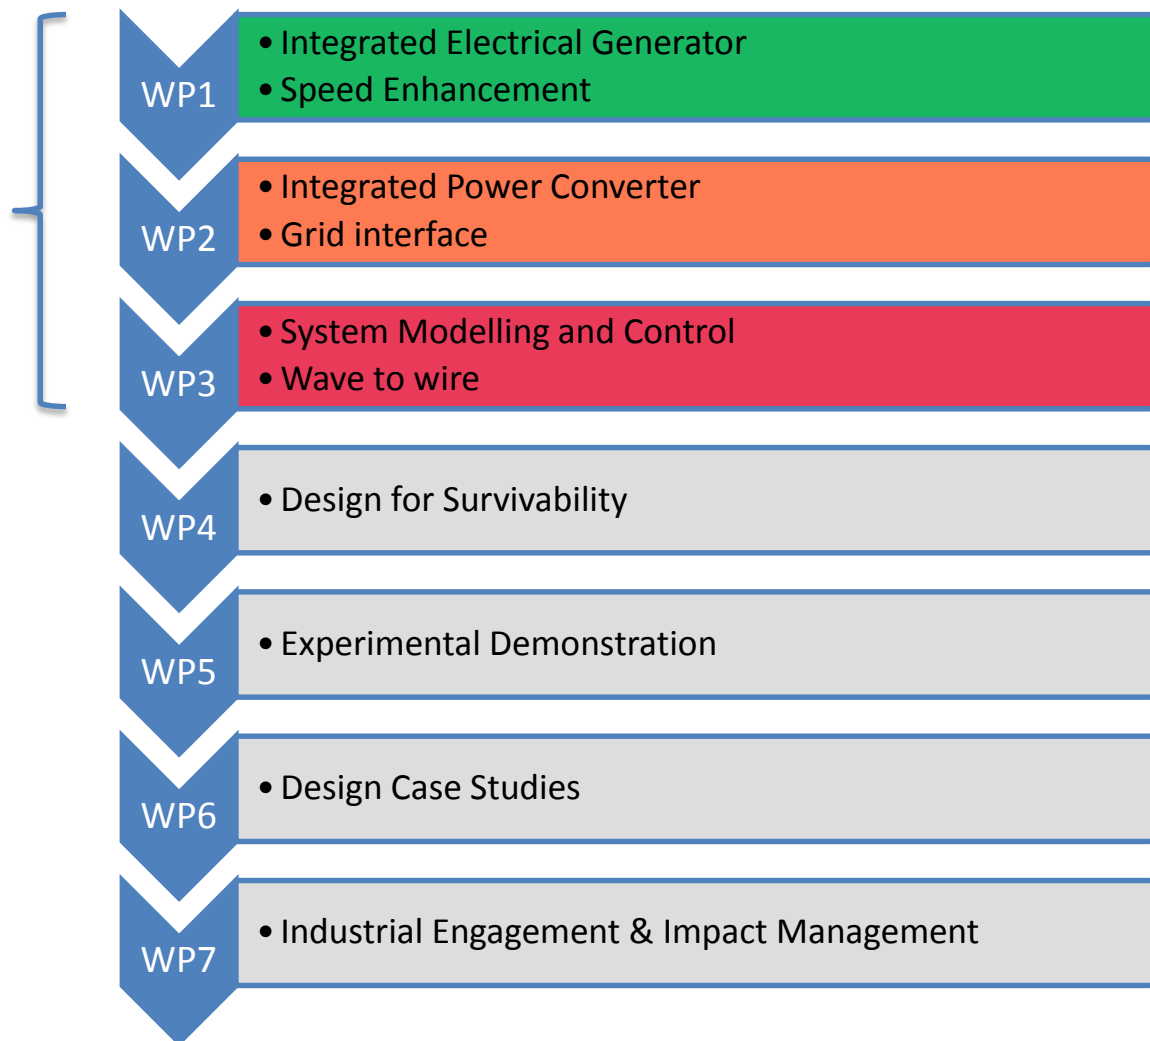 WP1
• Integrated Electrical Generator
• Speed Enhancement
WP2
• Integrated Power Converter
• Grid interface
WP3
• System Modelling and Control
• Wave to wire
WP4
• Design for Survivability
WP5
• Experimental Demonstration
WP6
• Design Case Studies
WP7
• Industrial Engagement & Impact Management